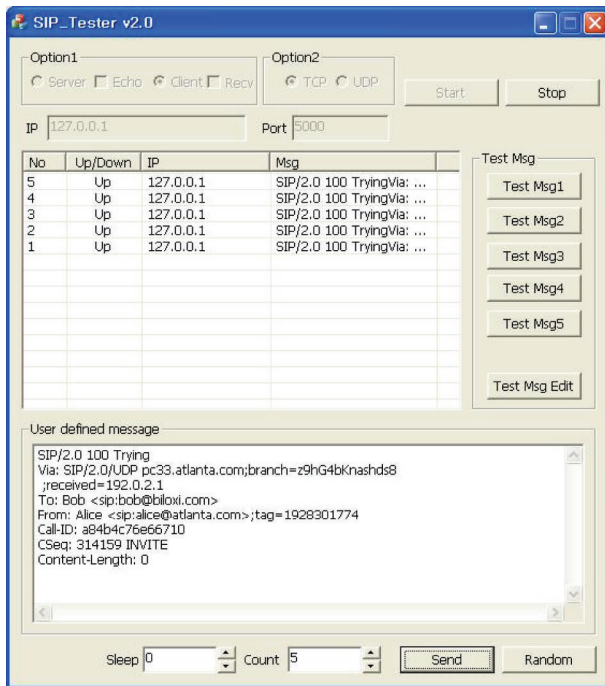 SIP_Tester v2.0
Option1
Server Echo Client Recv
Option2
TCP UDP
Start
Stop
IP 127.0.0.1
Port 5000
No Up/Down IP Msg
5 Up 127.0.0.1 SIP/2.0 100 TryingVia: ...
4 Up 127.0.0.1 SIP/2.0 100 TryingVia: ...
3 Up 127.0.0.1 SIP/2.0 100 TryingVia: ...
2 Up 127.0.0.1 SIP/2.0 100 TryingVia: ...
1 Up 127.0.0.1 SIP/2.0 100 TryingVia: ...
Test Msg
Test Msg1
Test Msg2
Test Msg3
Test Msg4
Test Msg5
Test Msg Edit
User defined message
SIP/2.0 100 Trying
Via: SIP/2.0/UDP pc33.atlanta.com;branch=z9hG4bKnashds8
;received=192.0.2.1
To: Bob <sip:bob@biloxi.com>
From: Alice <sip:alice@atlanta.com>;tag=1928301774
Call-ID: a84b4c76e66710
CSeq: 314159 INVITE
Content-Length: 0
Sleep 0 Count 5 Send Random